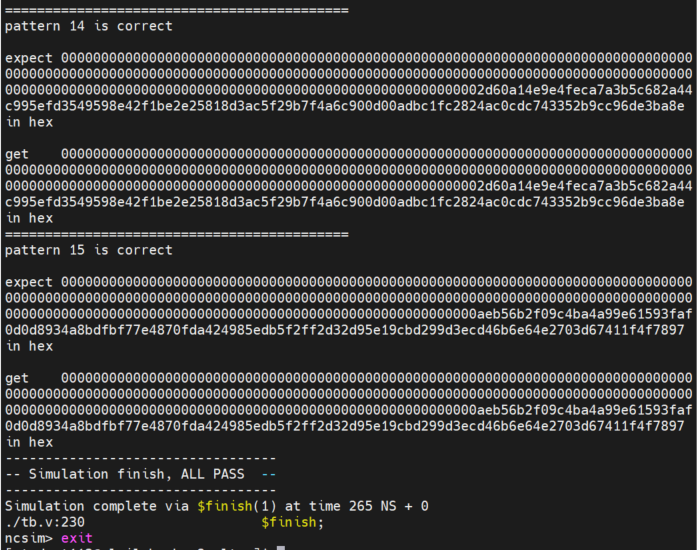 ===========================================
pattern 14 is correct
expect 0000000000000000000000000000000000000000000000000000000000000000000000000000000
00000000000000000000000000000000000000000000000000000000000000000000000000000000000000
000000000000000000000000000000000000000000000000000000000002d60a14e9e4feca7a3b5c682a44
c995efd3549598e42f1be2e25818d3ac5f29b7f4a6c900d00adbc1fc2824ac0cdc743352b9cc96de3ba8e
in hex
get    0000000000000000000000000000000000000000000000000000000000000000000000000000000
00000000000000000000000000000000000000000000000000000000000000000000000000000000000000
000000000000000000000000000000000000000000000000000000000002d60a14e9e4feca7a3b5c682a44
c995efd3549598e42f1be2e25818d3ac5f29b7f4a6c900d00adbc1fc2824ac0cdc743352b9cc96de3ba8e
in hex
===========================================
pattern 15 is correct
expect 0000000000000000000000000000000000000000000000000000000000000000000000000000000
00000000000000000000000000000000000000000000000000000000000000000000000000000000000000
00000000000000000000000000000000000000000000000000000000000aeb56b2f09c4ba4a99e61593faf
0d0d8934a8bdfbf77e4870fda424985edb5f2ff2d32d95e19cbd299d3ecd46b6e64e2703d67411f4f7897
in hex
get    0000000000000000000000000000000000000000000000000000000000000000000000000000000
00000000000000000000000000000000000000000000000000000000000000000000000000000000000000
00000000000000000000000000000000000000000000000000000000000aeb56b2f09c4ba4a99e61593faf
0d0d8934a8bdfbf77e4870fda424985edb5f2ff2d32d95e19cbd299d3ecd46b6e64e2703d67411f4f7897
in hex
----------------------------------
-- Simulation finish, ALL PASS  --
----------------------------------
Simulation complete via $finish(1) at time 265 NS + 0
./tb.v:230                      $finish;
ncsim> exit